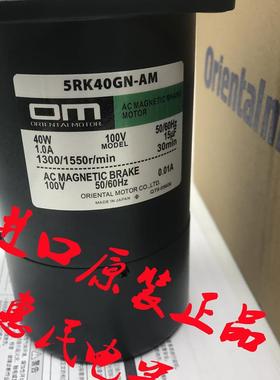 5RK40GN-AM
OM
ORIENTAL MOTOR
AC MAGNETIC BRAKE
MOTOR
40W 100V 50/60Hz
1.0A MODEL 15μF
30min
1300/1550r/min
AC MAGNETIC BRAKE
100V 50/60Hz 0.01A
ORIENTAL MOTOR CO.,LTD.
MADE IN JAPAN
Orientalm
进口原装正品
惠民电